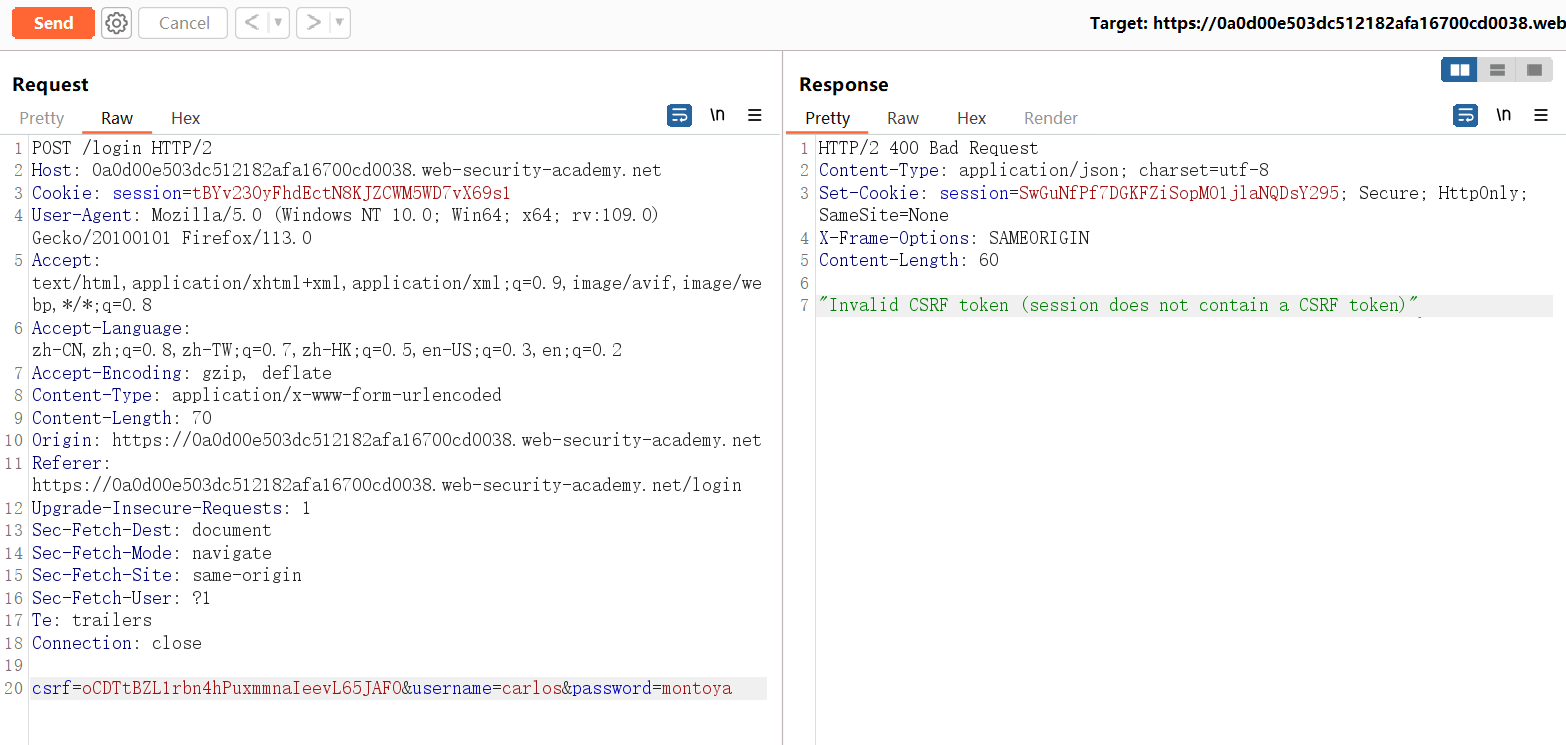 Send
Cancel
< ▼
> ▼
Target: https://0a0d00e503dc512182afa16700cd0038.web
Request
Response
Pretty Raw Hex \n
Pretty Raw Hex Render \n
1 POST /login HTTP/2
2 Host: 0a0d00e503dc512182afa16700cd0038.web-security-academy.net
3 Cookie: session=tBYv230yFhdEctN8KJZCWM5WD7vX69s1
4 User-Agent: Mozilla/5.0 (Windows NT 10.0; Win64; x64; rv:109.0)
Gecko/20100101 Firefox/113.0
5 Accept:
text/html,application/xhtml+xml,application/xml;q=0.9,image/avif,image/we
bp,*/*;q=0.8
6 Accept-Language:
zh-CN,zh;q=0.8,zh-TW;q=0.7,zh-HK;q=0.5,en-US;q=0.3,en;q=0.2
7 Accept-Encoding: gzip, deflate
8 Content-Type: application/x-www-form-urlencoded
9 Content-Length: 70
10 Origin: https://0a0d00e503dc512182afa16700cd0038.web-security-academy.net
11 Referer:
https://0a0d00e503dc512182afa16700cd0038.web-security-academy.net/login
12 Upgrade-Insecure-Requests: 1
13 Sec-Fetch-Dest: document
14 Sec-Fetch-Mode: navigate
15 Sec-Fetch-Site: same-origin
16 Sec-Fetch-User: ?1
17 Te: trailers
18 Connection: close
19
20 csrf=oCDTtBZL1rbn4hPuxmmnaIeevL65JAFO&username=carlos&password=montoya
1 HTTP/2 400 Bad Request
2 Content-Type: application/json; charset=utf-8
3 Set-Cookie: session=SwGuNfPf7DGKFZiSopMO1jlaNQDsY295; Secure; HttpOnly;
SameSite=None
4 X-Frame-Options: SAMEORIGIN
5 Content-Length: 60
6
7 "Invalid CSRF token (session does not contain a CSRF token)"